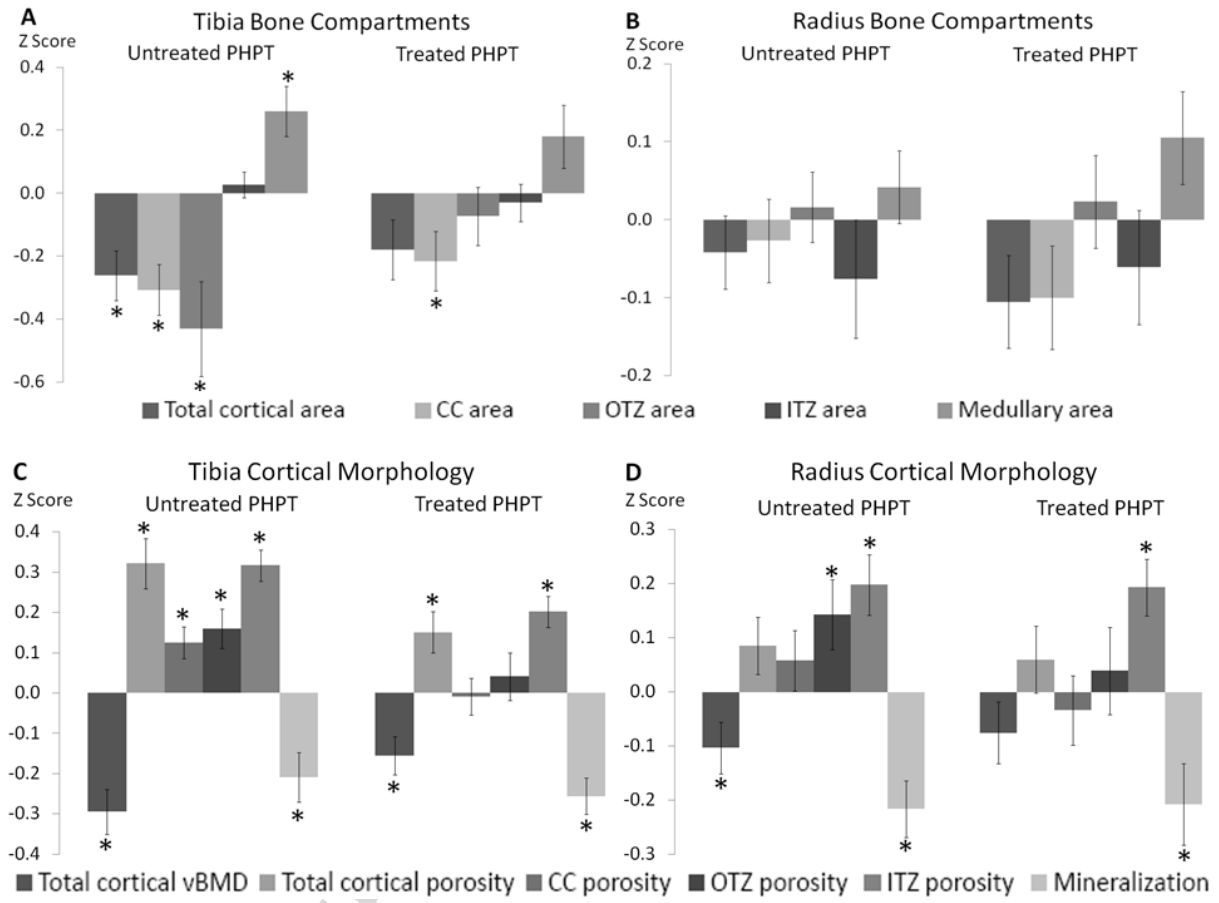 A Tibia Bone Compartments
Z Score Untreated PHPT Treated PHPT
0.4
0.2
0.0
-0.2
-0.4
-0.6
* * * *
*
B Radius Bone Compartments
Z Score Untreated PHPT Treated PHPT
0.2
0.1
0.0
-0.1
-0.2
Total cortical area CC area OTZ area ITZ area Medullary area
C Tibia Cortical Morphology
Z Score Untreated PHPT Treated PHPT
0.4
0.3
0.2
0.1
0.0
-0.1
-0.2
-0.3
-0.4
* * * * * *
* * * *
D Radius Cortical Morphology
Z Score Untreated PHPT Treated PHPT
0.3
0.2
0.1
0.0
-0.1
-0.2
-0.3
* * * *
* *
Total cortical vBMD Total cortical porosity CC porosity OTZ porosity ITZ porosity Mineralization